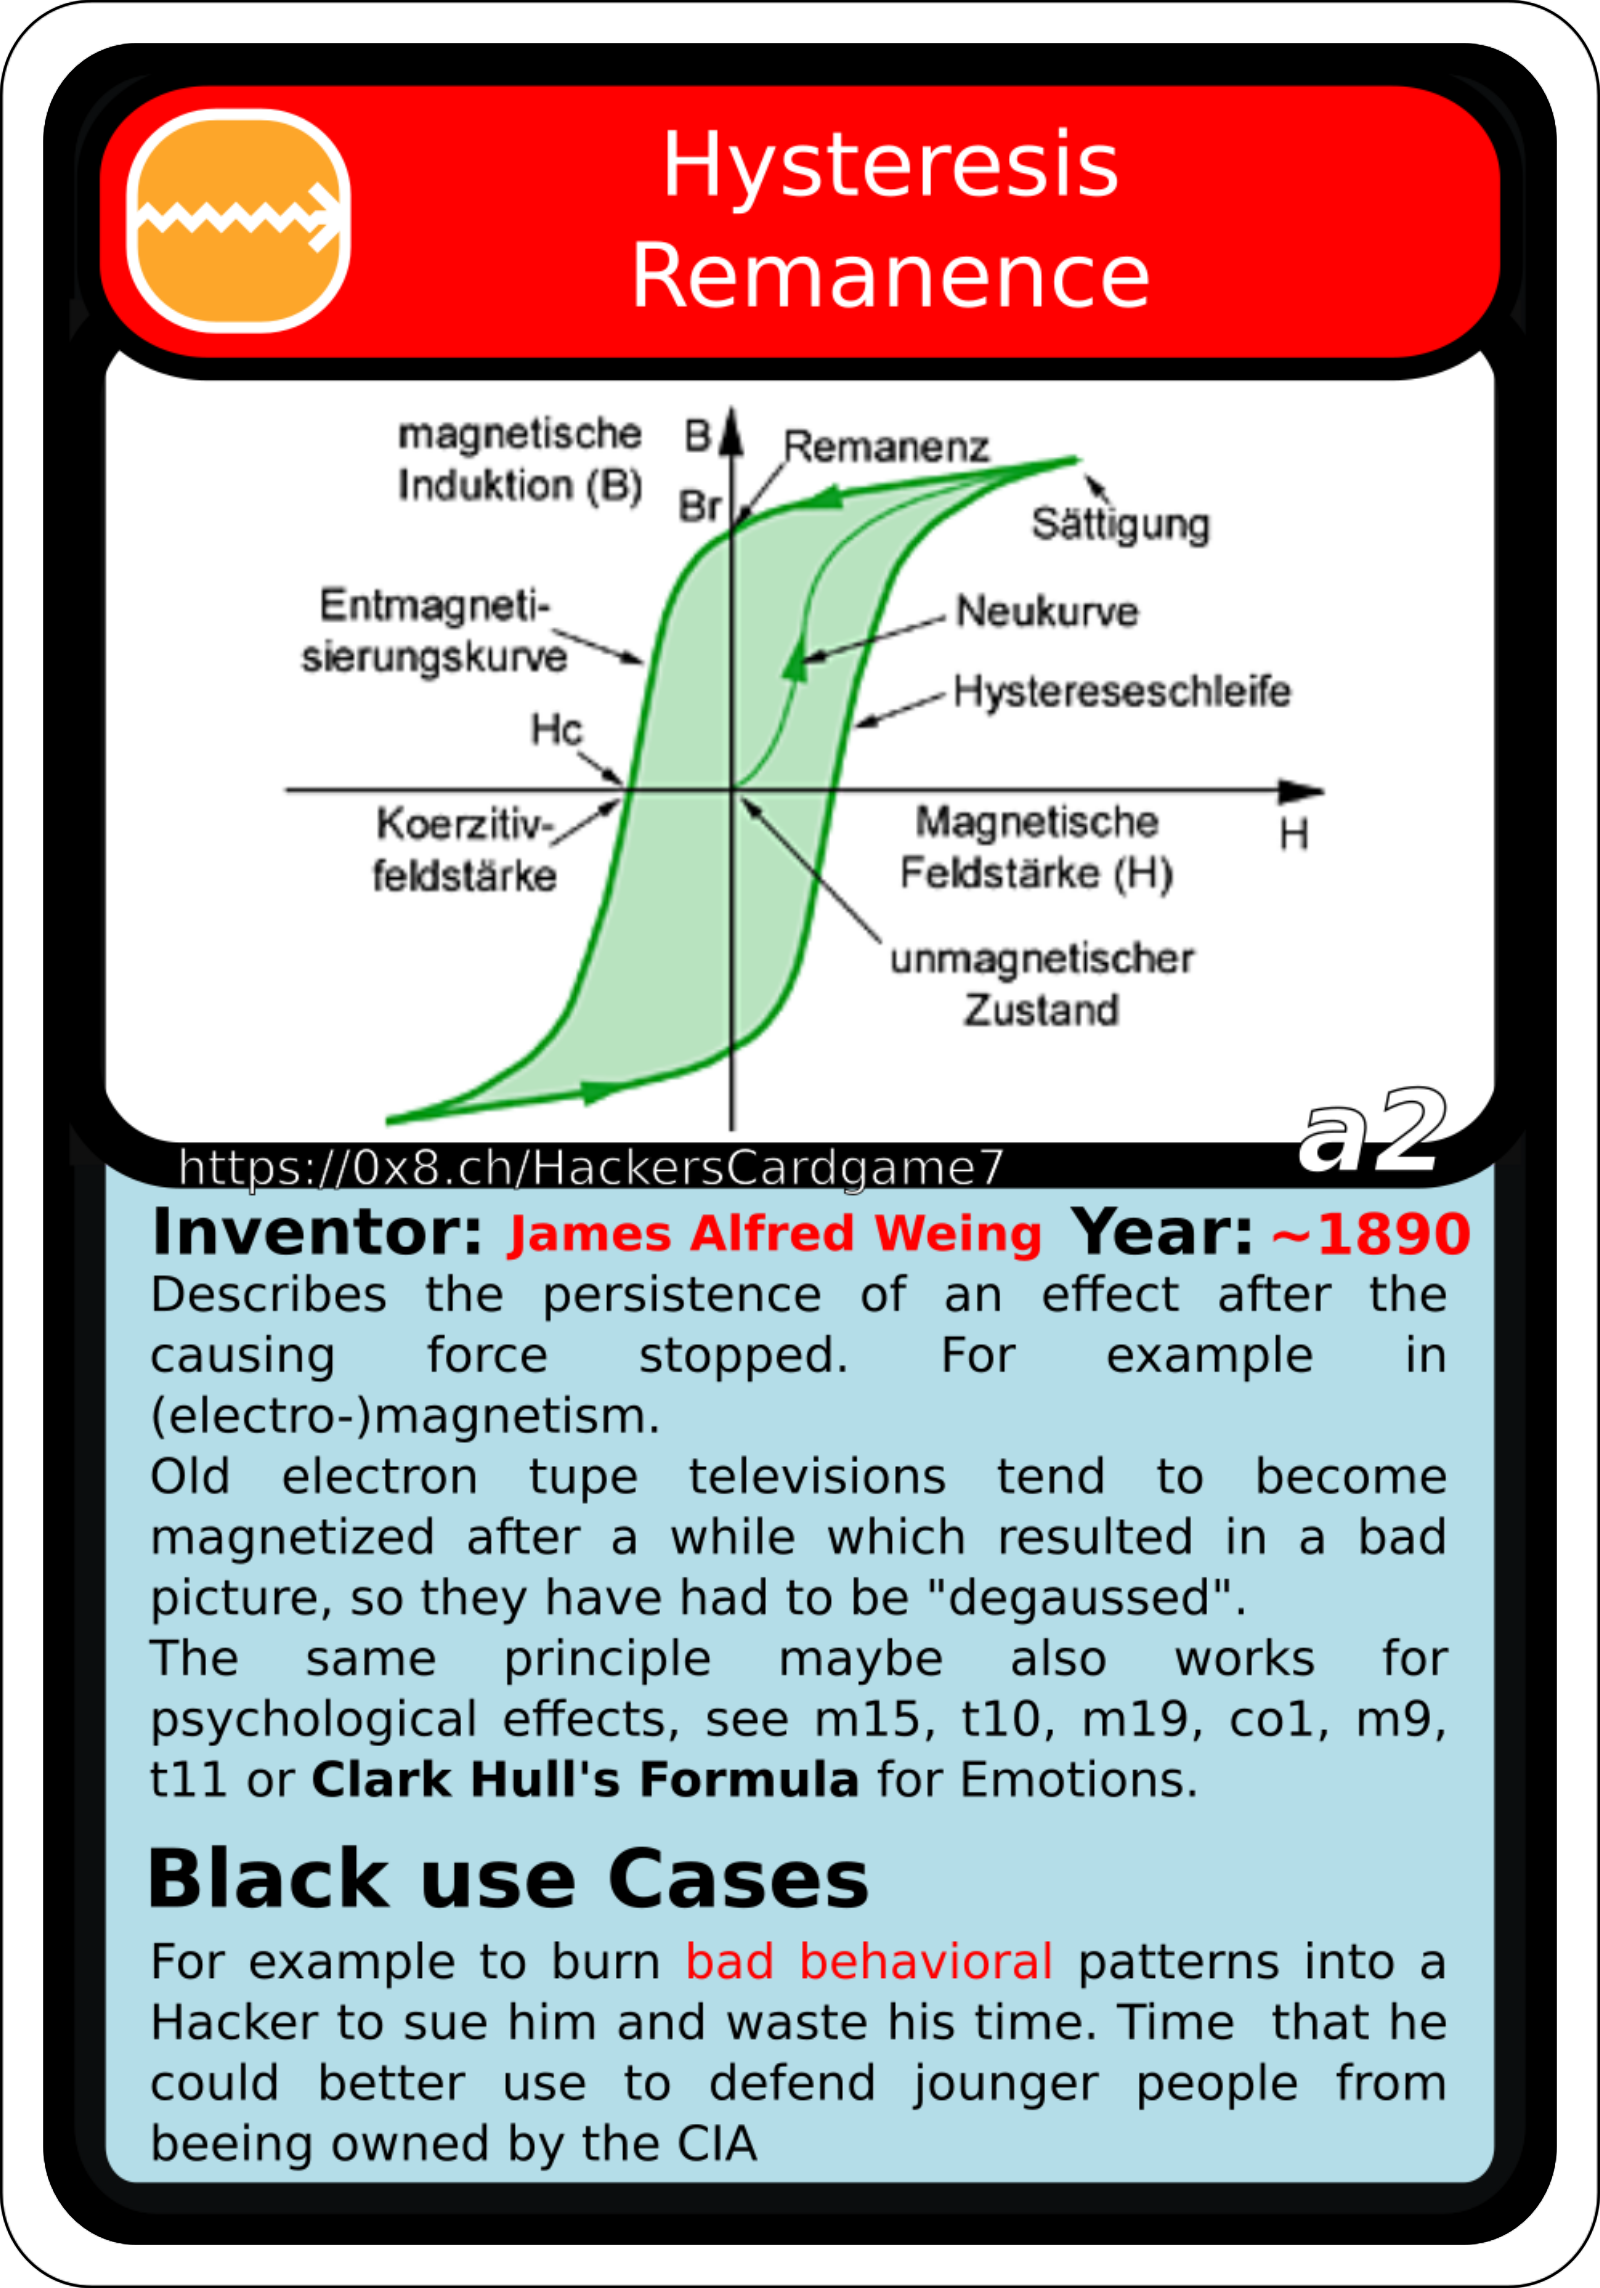 Hysteresis
Remanence
magnetische
Induktion (B)
B
Remanenz
Br
Sättigung
Entmagneti-
sierungskurve
Neukurve
Hystereseschleife
Hc
Koerzitiv-
feldstärke
Magnetische
Feldstärke (H)
H
unmagnetischer
Zustand
a2
https://0x8.ch/HackersCardgame7
Inventor: James Alfred Weing Year: ~1890
Describes the persistence of an effect after the
causing force stopped. For example in
(electro-)magnetism.
Old electron tupe televisions tend to become
magnetized after a while which resulted in a bad
picture, so they have had to be "degaussed".
The same principle maybe also works for
psychological effects, see m15, t10, m19, co1, m9,
t11 or Clark Hull's Formula for Emotions.
Black use Cases
For example to burn bad behavioral patterns into a
Hacker to sue him and waste his time. Time that he
could better use to defend jounger people from
beeing owned by the CIA